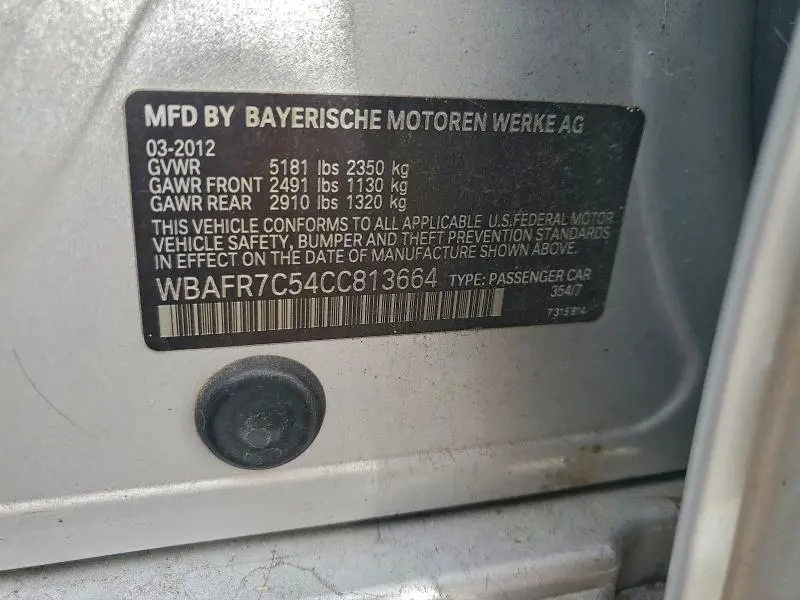 MFD BY BAYERISCHE MOTOREN WERKE AG
03-2012
GVWR 5181 lbs 2350 kg
GAWR FRONT 2491 lbs 1130 kg
GAWR REAR 2910 lbs 1320 kg
THIS VEHICLE CONFORMS TO ALL APPLICABLE U.S.FEDERAL MOTOR
VEHICLE SAFETY, BUMPER AND THEFT PREVENTION STANDARDS
IN EFFECT ON THE DATE OF MANUFACTURE SHOWN ABOVE.
WBAFR7C54CC813664 TYPE: PASSENGER CAR
354/7
7315814